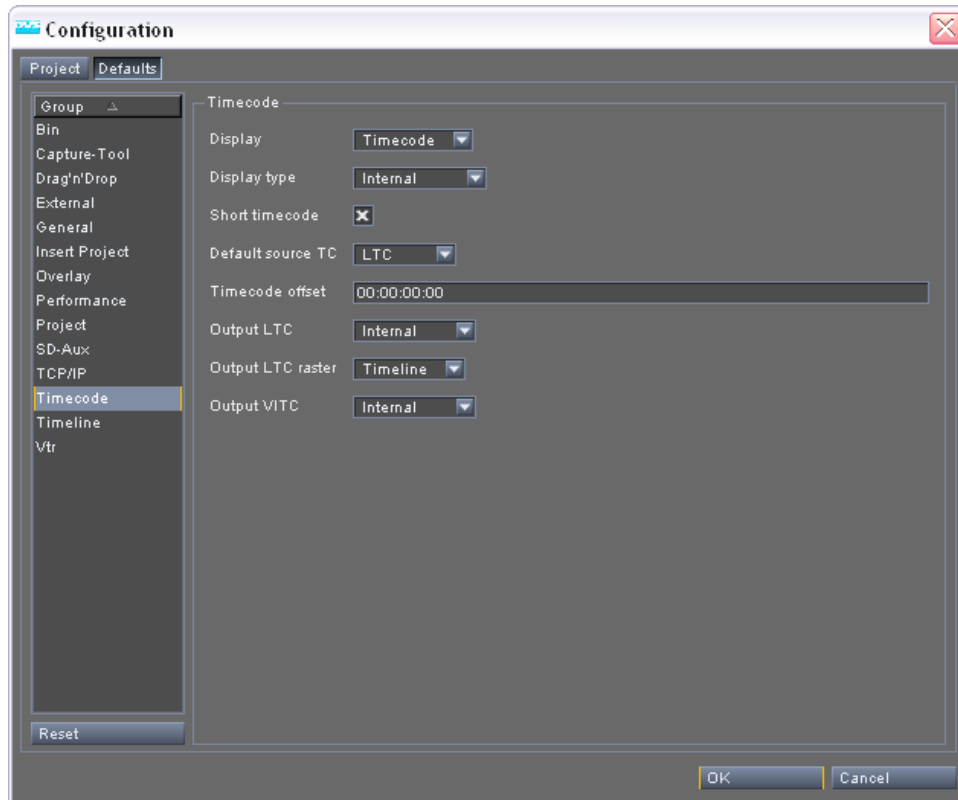 Configuration
Project Defaults
Group
Bin
Capture-Tool
Drag'n'Drop
External
General
Insert Project
Overlay
Performance
Project
SD-Aux
TCP/IP
Timecode
Timeline
Vtr
Reset
Timecode
Display Timecode
Display type Internal
Short timecode
Default source TC LTC
Timecode offset 00:00:00:00
Output LTC Internal
Output LTC raster Timeline
Output VITC Internal
OK Cancel